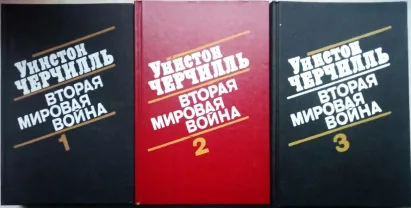 Уинстон
ЧЕРЧИЛЛЬ
ВТОРАЯ
МИРОВАЯ
ВОЙНА
1
Уинстон
ЧЕРЧИЛЛЬ
ВТОРАЯ
МИРОВАЯ
ВОЙНА
2
Уинстон
ЧЕРЧИЛЛЬ
ВТОРАЯ
МИРОВАЯ
ВОЙНА
3